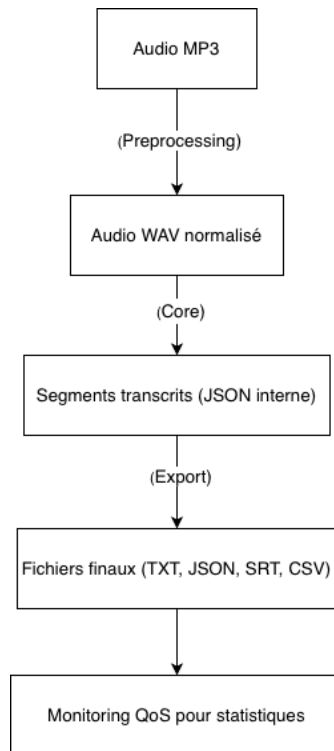 Audio MP3
(Preprocessing)
Audio WAV normalisé
(Core)
Segments transcrits (JSON interne)
(Export)
Fichiers finaux (TXT, JSON, SRT, CSV)
Monitoring QoS pour statistiques